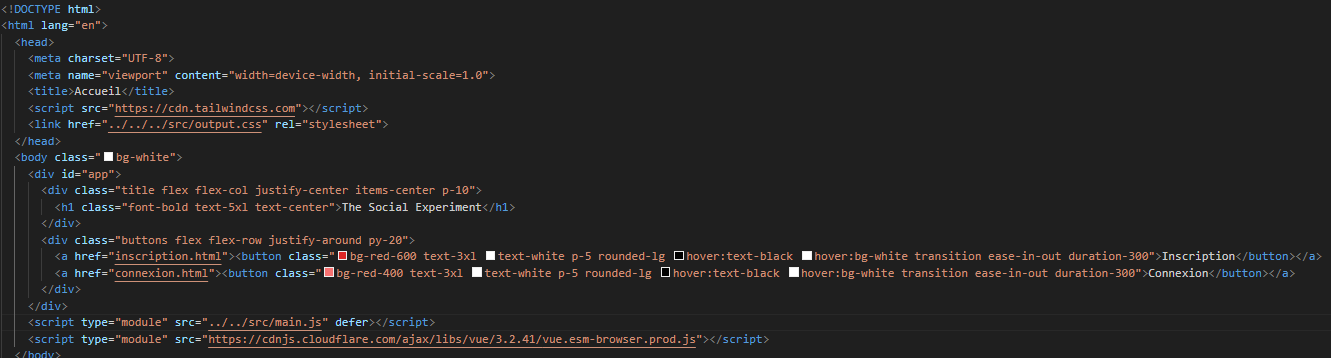 <!DOCTYPE html>
<html lang="en">
<head>
<meta charset="UTF-8">
<meta name="viewport" content="width=device-width, initial-scale=1.0">
<title>Accueil</title>
<script src="https://cdn.tailwindcss.com"></script>
<link href="../../../src/output.css" rel="stylesheet">
</head>
<body class="bg-white">
<div id="app">
<div class="title flex flex-col justify-center items-center p-10">
<h1 class="font-bold text-5xl text-center">The Social Experiment</h1>
</div>
<div class="buttons flex flex-row justify-around py-20">
<a href="inscription.html"><button class="bg-red-600 text-3xl text-white p-5 rounded-lg hover:text-black hover:bg-white transition ease-in-out duration-300">Inscription</button></a>
<a href="connexion.html"><button class="bg-red-400 text-3xl text-white p-5 rounded-lg hover:text-black hover:bg-white transition ease-in-out duration-300">Connexion</button></a>
</div>
</div>
<script type="module" src="../../src/main.js" defer></script>
<script type="module" src="https://cdnjs.cloudflare.com/ajax/libs/vue/3.2.41/vue.esm-browser.prod.js"></script>
</body>